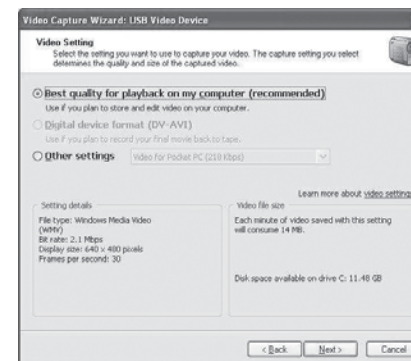 Video Capture Wizard: USB Video Device
Video Setting
Select the setting you want to use to capture your video. The capture setting you select
determines the quality and size of the captured video.
Best quality for playback on my computer (recommended)
Use if you plan to store and edit video on your computer.
Digital device format (DV-AVI)
Use if you plan to record your final movie back to tape.
Other settings
Video for Pocket PC (218 Kbps)
Learn more about video setting
Setting details
File type: Windows Media Video
(WMV)
Bit rate: 2.1 Mbps
Display size: 640 x 480 pixels
Frames per second: 30
Video file size
Each minute of video saved with this setting
will consume 14 MB.
Disk space available on drive C: 11.48 GB
< Back
Next >
Cancel